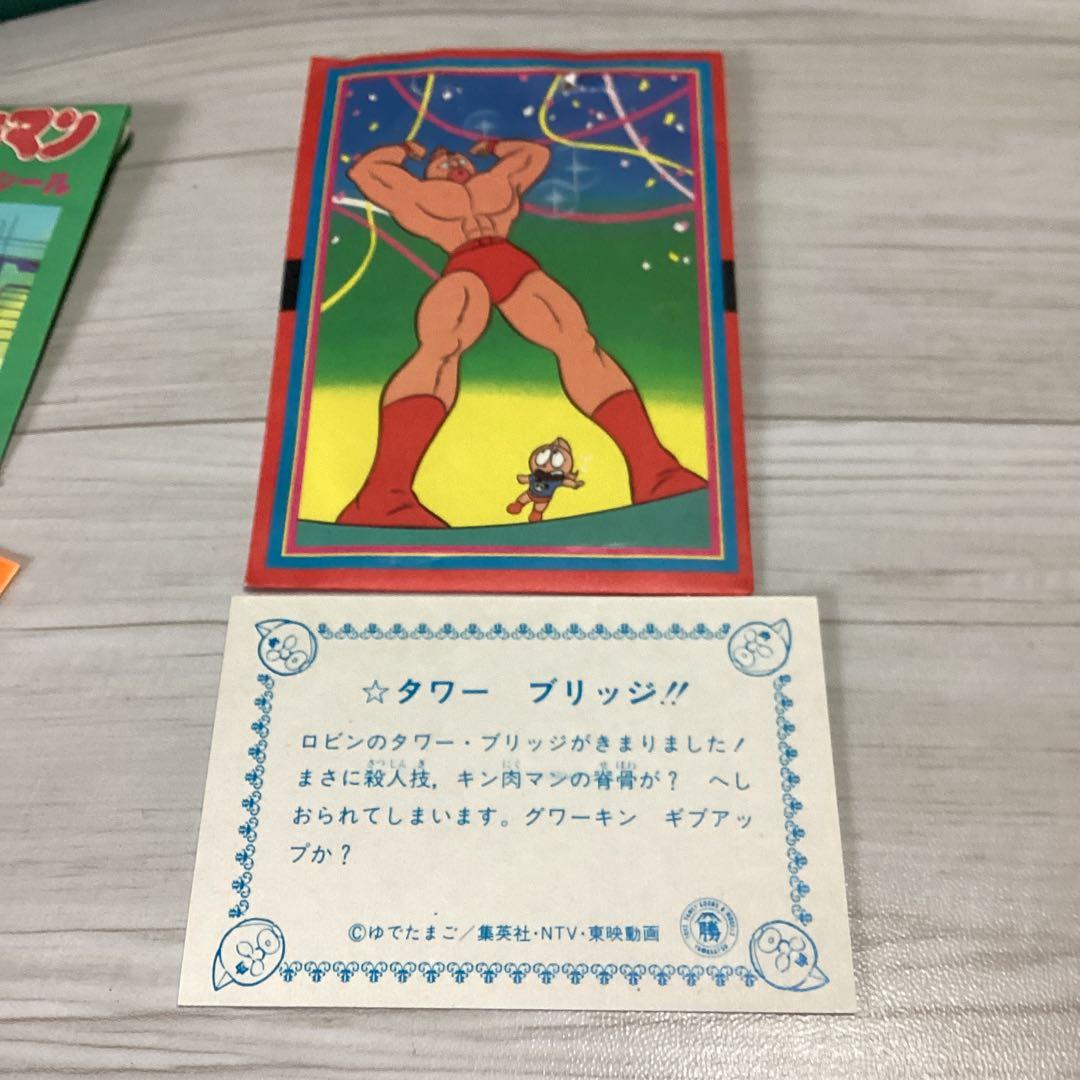 マン
シール
☆タワー　ブリッジ!!
ロビンのタワー・ブリッジがきまりました！
さつじんき　にく　せぼね
まさに殺人技，キン肉マンの脊骨が？　へし
おられてしまいます。グワーキン　ギブアッ
プか？
©ゆでたまご／集英社・NTV・東映動画
勝